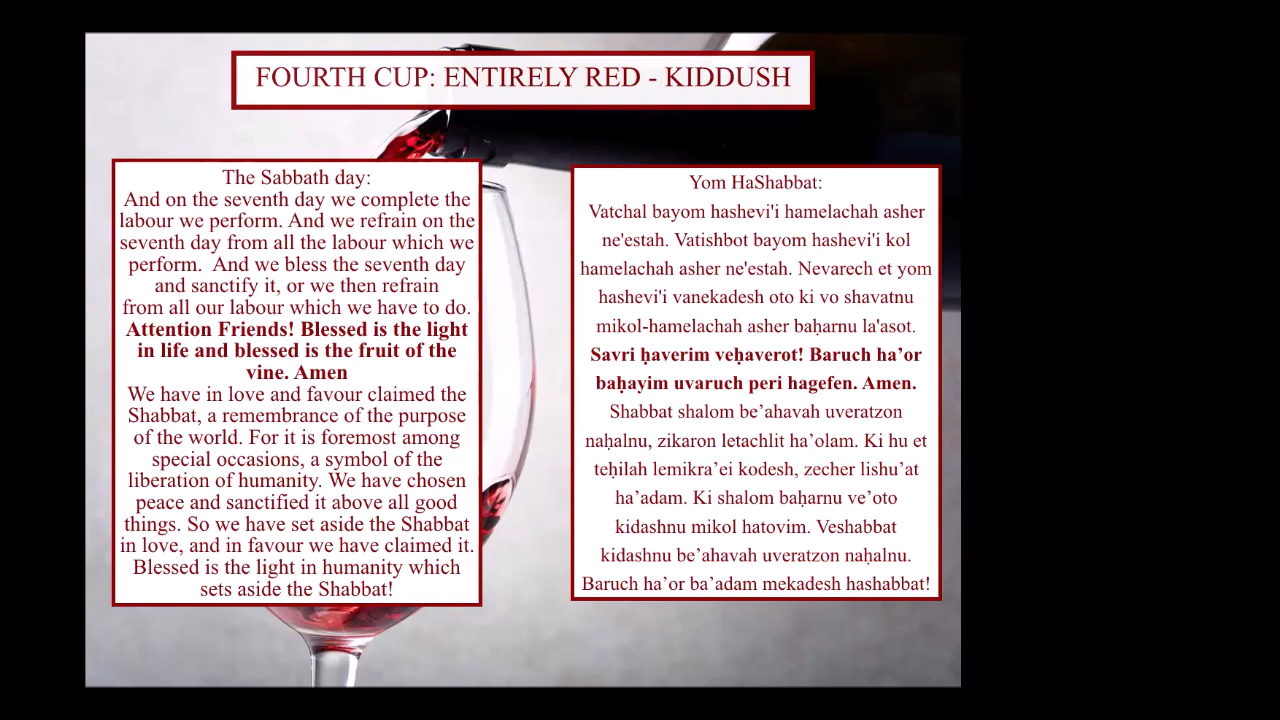 FOURTH CUP: ENTIRELY RED - KIDDUSH
The Sabbath day:
And on the seventh day we complete the
labour we perform. And we refrain on the
seventh day from all the labour which we
perform.  And we bless the seventh day
and sanctify it, or we then refrain
from all our labour which we have to do.
Attention Friends! Blessed is the light
in life and blessed is the fruit of the
vine. Amen
We have in love and favour claimed the
Shabbat, a remembrance of the purpose
of the world. For it is foremost among
special occasions, a symbol of the
liberation of humanity. We have chosen
peace and sanctified it above all good
things. So we have set aside the Shabbat
in love, and in favour we have claimed it.
Blessed is the light in humanity which
sets aside the Shabbat!
Yom HaShabbat:
Vatchal bayom hashevi'i hamelachah asher
ne'estah. Vatishbot bayom hashevi'i kol
hamelachah asher ne'estah. Nevarech et yom
hashevi'i vanekadesh oto ki vo shavatnu
mikol-hamelachah asher baḥarnu la'asot.
Savri ḥaverim veḥaverot! Baruch ha’or
baḥayim uvaruch peri hagefen. Amen.
Shabbat shalom be’ahavah uveratzon
naḥalnu, zikaron letachlit ha’olam. Ki hu et
teḥilah lemikra’ei kodesh, zecher lishu’at
ha’adam. Ki shalom baḥarnu ve’oto
kidashnu mikol hatovim. Veshabbat
kidashnu be’ahavah uveratzon naḥalnu.
Baruch ha’or ba’adam mekadesh hashabbat!